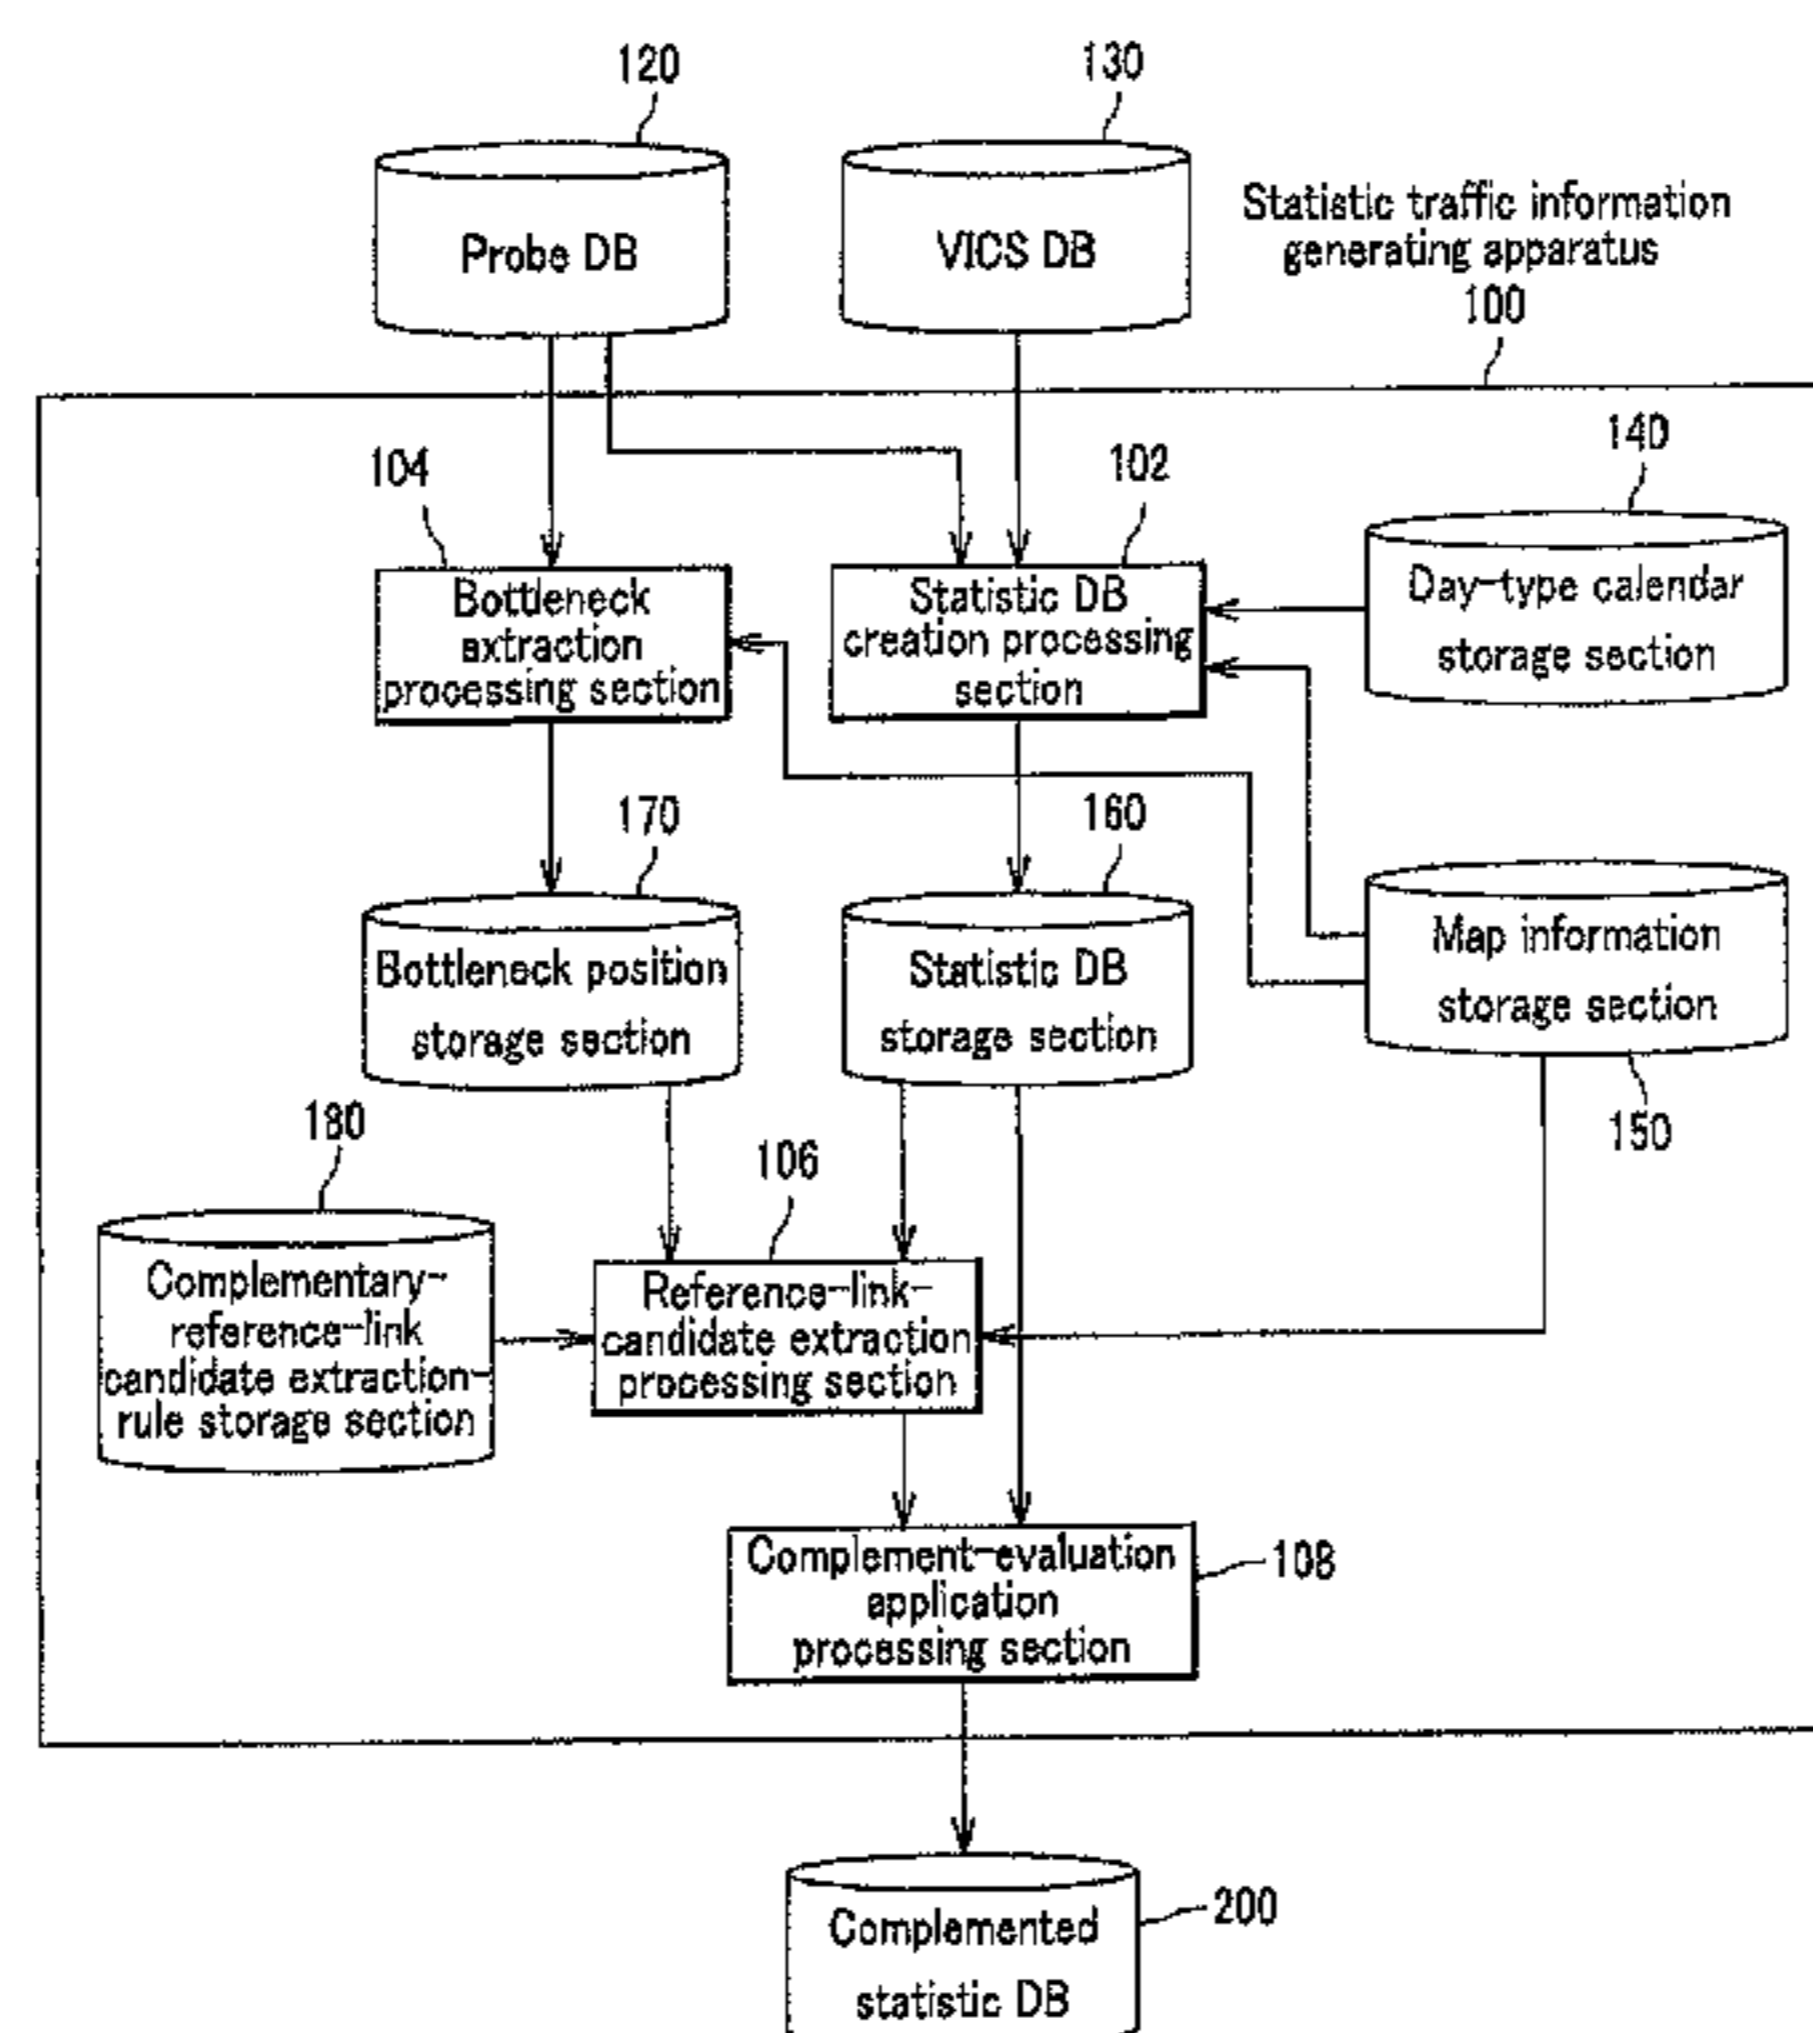 120
130
Probe DB
VICS DB
Statistic traffic information
generating apparatus
100
104
102
140
Bottleneck
extraction
processing section
Statistic DB
creation processing
section
Day-type calendar
storage section
170
160
Bottleneck position
storage section
Statistic DB
storage section
Map information
storage section
150
180
106
Complementary-
reference-link
candidate extraction-
rule storage section
Reference-link-
candidate extraction
processing section
Complement-evaluation
application
processing section
108
200
Complemented
statistic DB